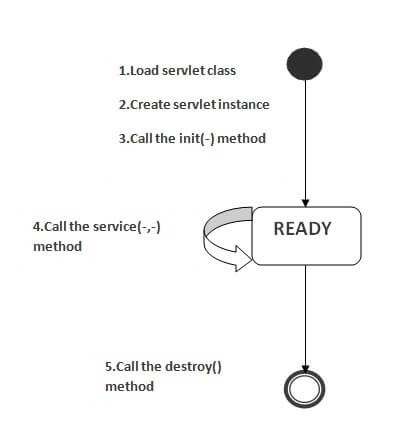 1.Load servlet class
2.Create servlet instance
3.Call the init(-) method
READY
4.Call the service(-,-)
method
5.Call the destroy()
method